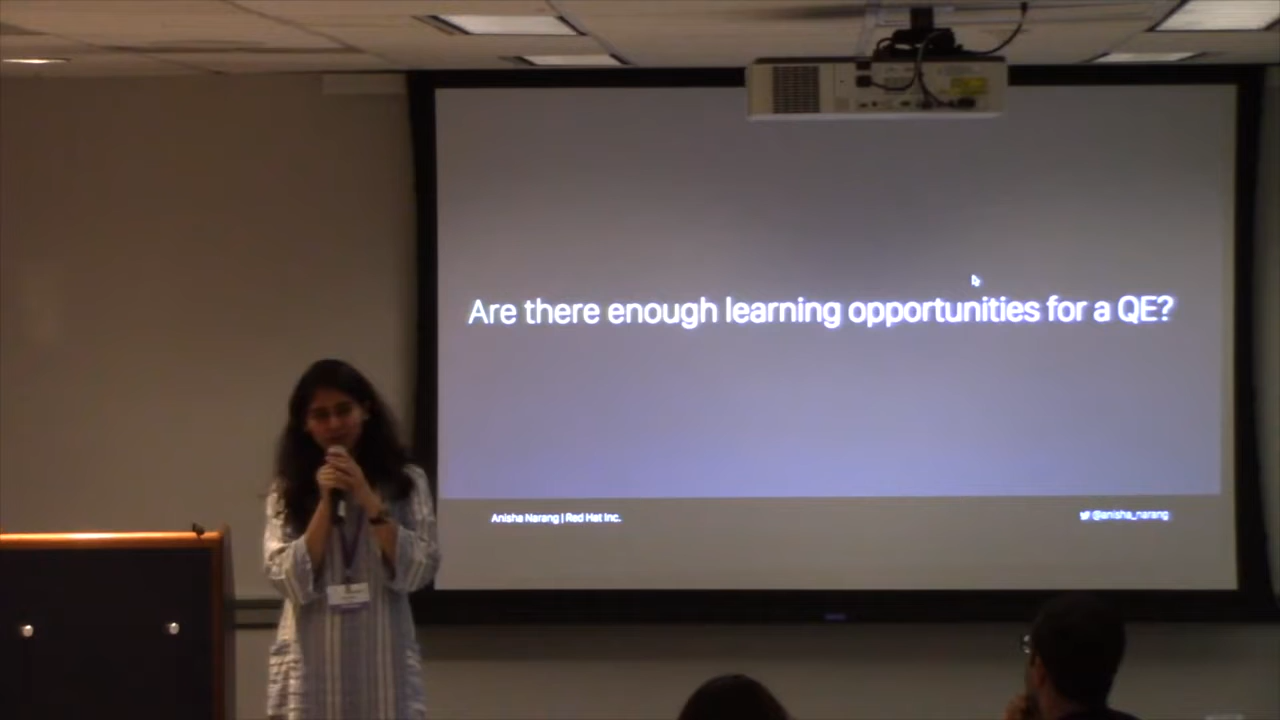 Are there enough learning opportunities for a QE?
Anisha Narang | Red Hat Inc.
@anisha_narang